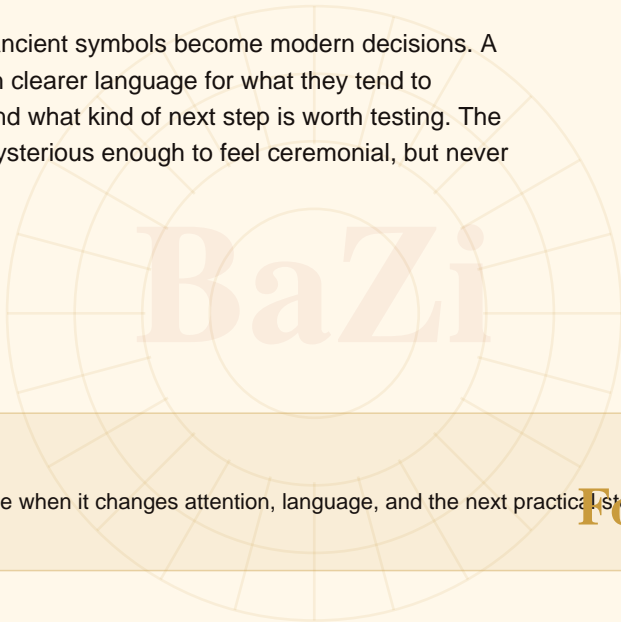 ncient symbols become modern decisions. A
clearer language for what they tend to
nd what kind of next step is worth testing. The
ysterious enough to feel ceremonial, but never
BaZi
e when it changes attention, language, and the next practical st
Fo